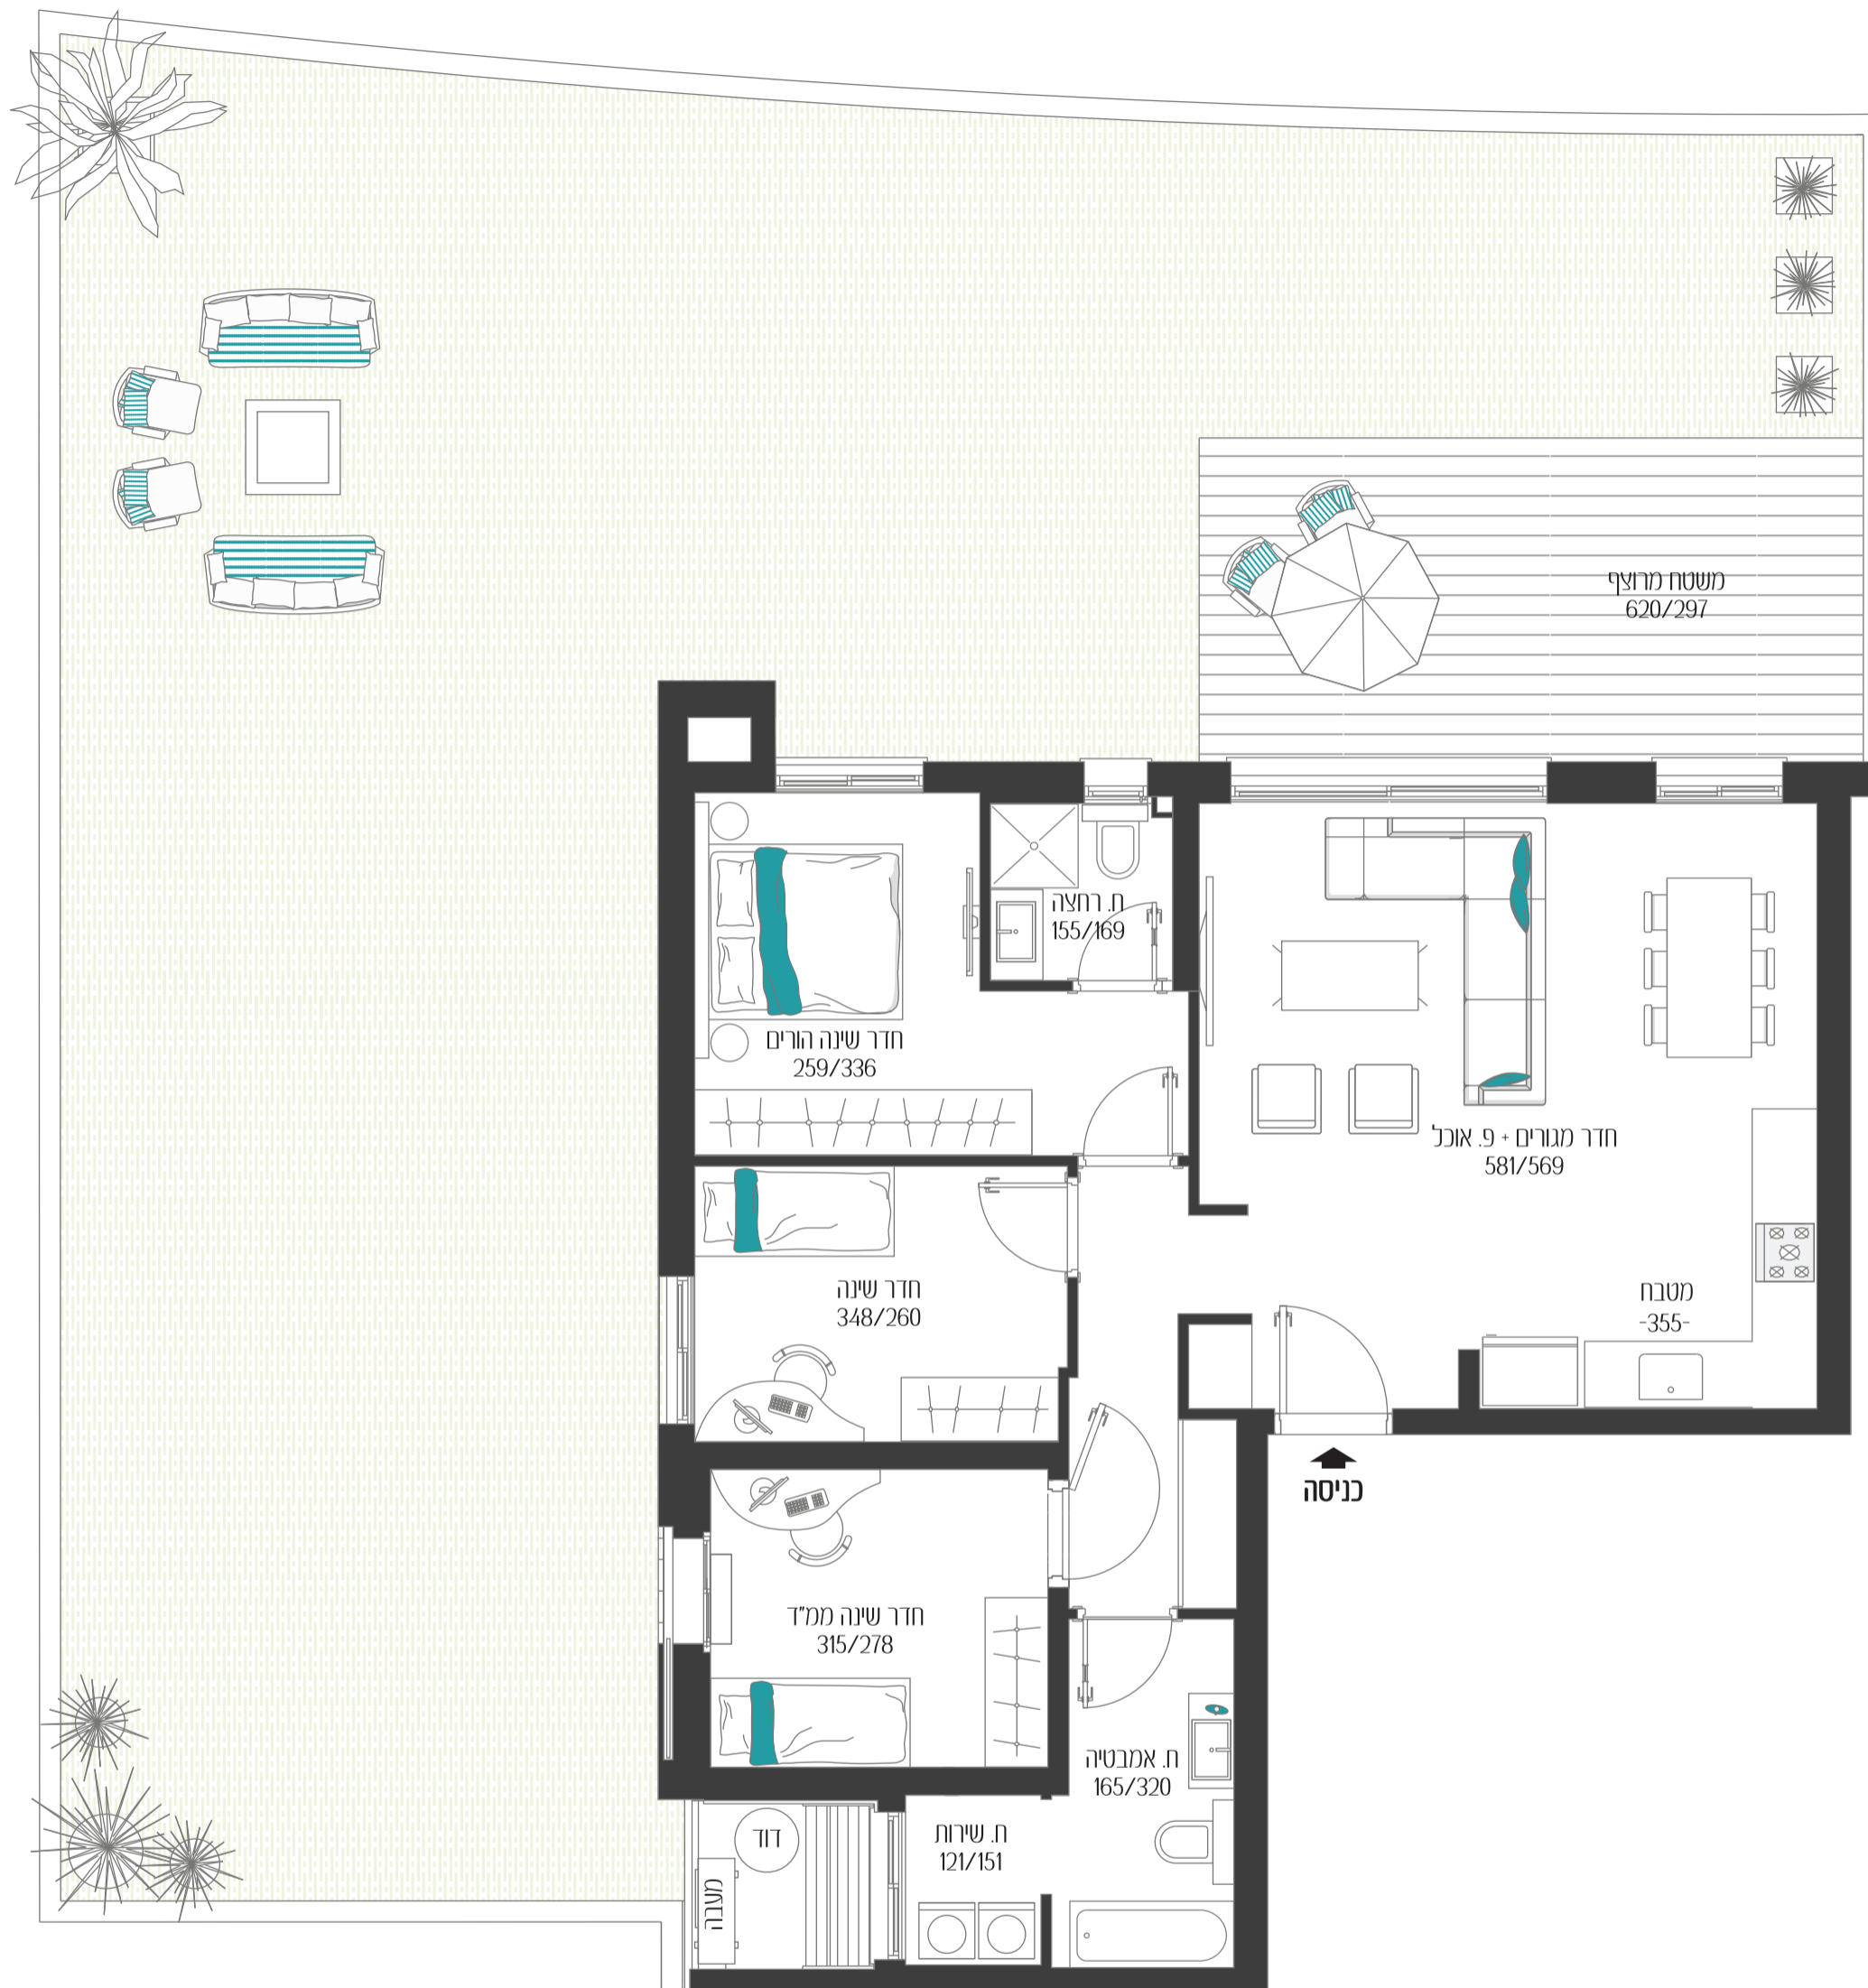 משטח מרוצף
620/297
ח. רחצה
155/169
חדר שינה הורים
259/336
חדר מגורים + פ. אוכל
581/569
חדר שינה
348/260
מטבח
-355-
כניסה
חדר שינה ממ"ד
315/278
ח. אמבטיה
165/320
ח. שירות
121/151
דוד
מעבה